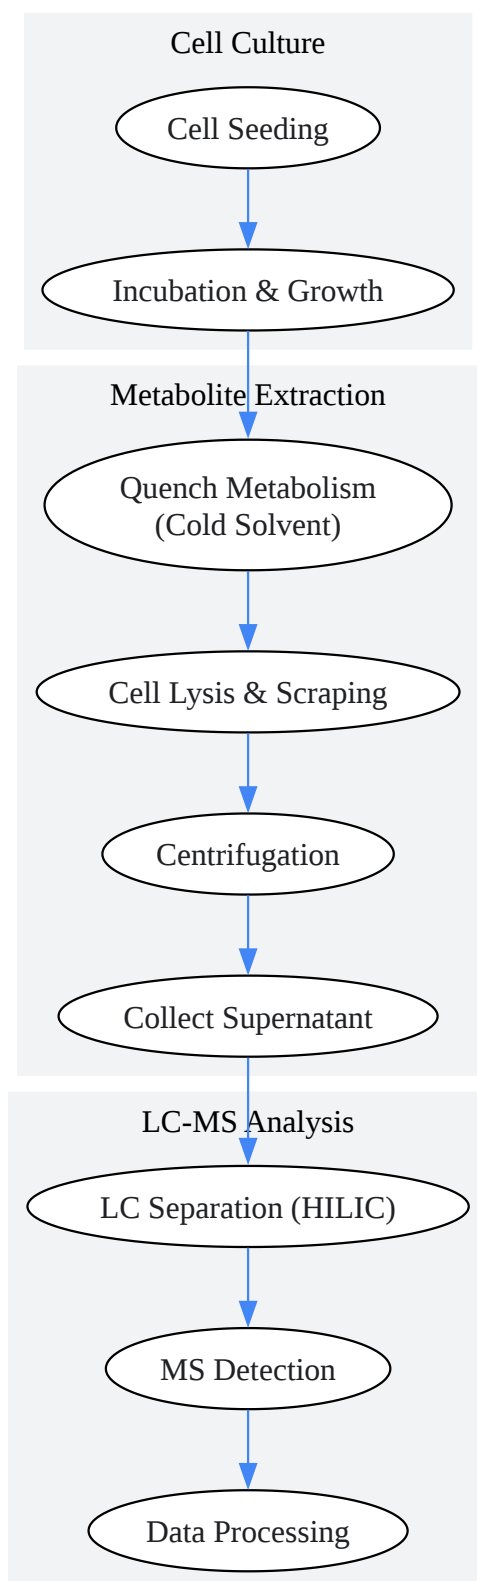 Cell Culture
Cell Seeding
Incubation & Growth
Metabolite Extraction
Quench Metabolism
(Cold Solvent)
Cell Lysis & Scraping
Centrifugation
Collect Supernatant
LC-MS Analysis
LC Separation (HILIC)
MS Detection
Data Processing